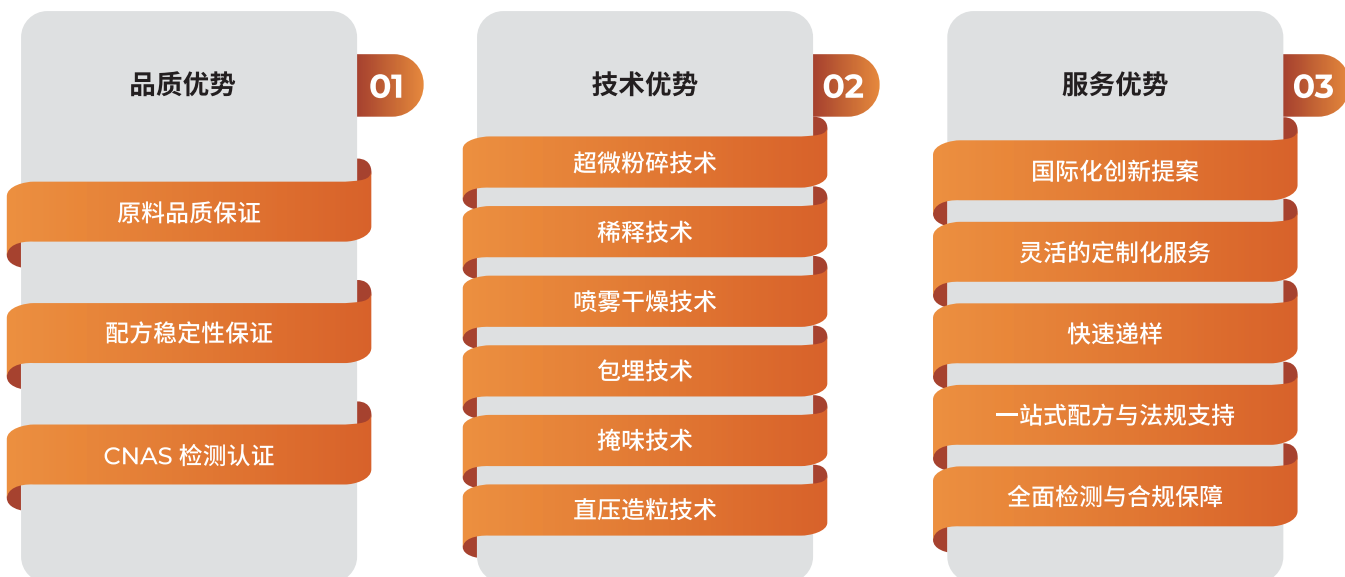 品质优势
01
原料品质保证
配方稳定性保证
CNAS 检测认证
技术优势
02
超微粉碎技术
稀释技术
喷雾干燥技术
包埋技术
掩味技术
直压造粒技术
服务优势
03
国际化创新提案
灵活的定制化服务
快速递样
一站式配方与法规支持
全面检测与合规保障